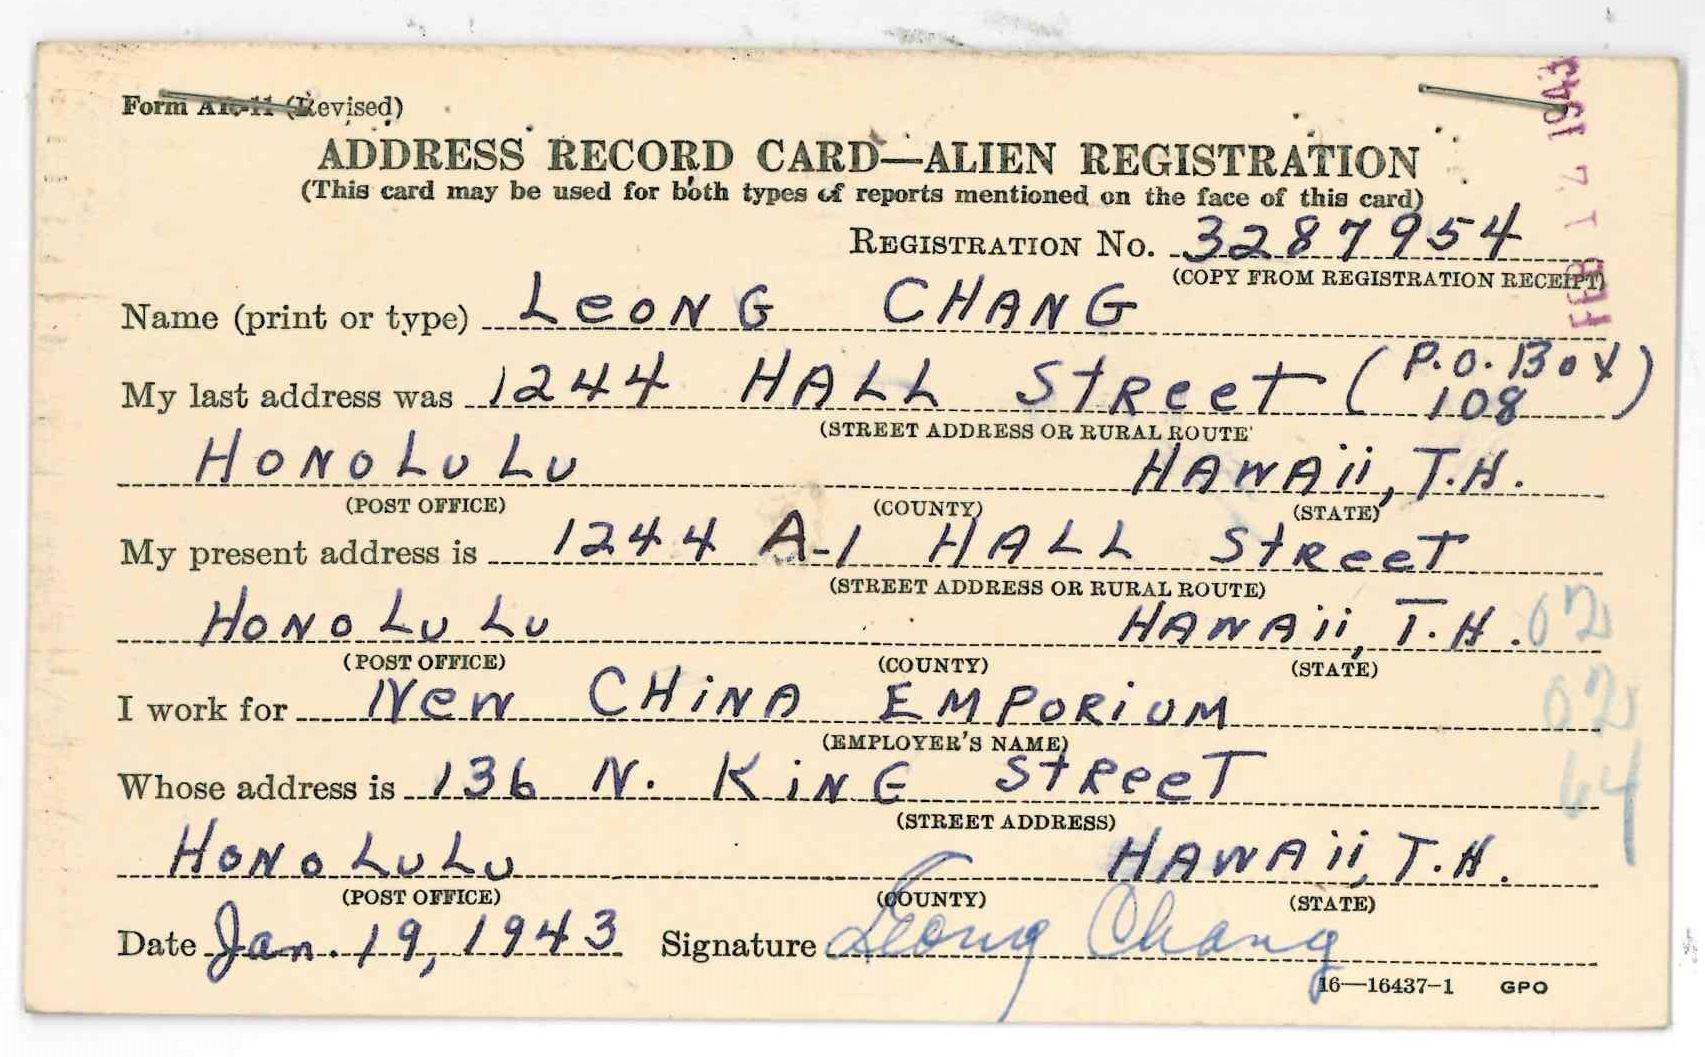 Form AR-11 (Revised)
ADDRESS RECORD CARD—ALIEN REGISTRATION
(This card may be used for both types of reports mentioned on the face of this card)
REGISTRATION No. 3287954
(COPY FROM REGISTRATION RECEIPT)
FEB 12 1943
Name (print or type) LeONG CHANG
My last address was 1244 HALL StReet (P.O. BOX 108)
(STREET ADDRESS OR RURAL ROUTE)
HONOLULU HAWAii, T.H.
(POST OFFICE) (COUNTY) (STATE)
My present address is 1244 A-1 HALL StReeT
(STREET ADDRESS OR RURAL ROUTE)
HONOLULU HAWAii, T.H. 02
(POST OFFICE) (COUNTY) (STATE)
I work for NeW CHiNA EMPORiUM 02
(EMPLOYER'S NAME)
Whose address is 136 N. KiNG StReeT 64
(STREET ADDRESS)
HONOLULU HAWAii, T.H.
(POST OFFICE) (COUNTY) (STATE)
Date Jan. 19, 1943 Signature Leong Chang
16—16437-1 GPO